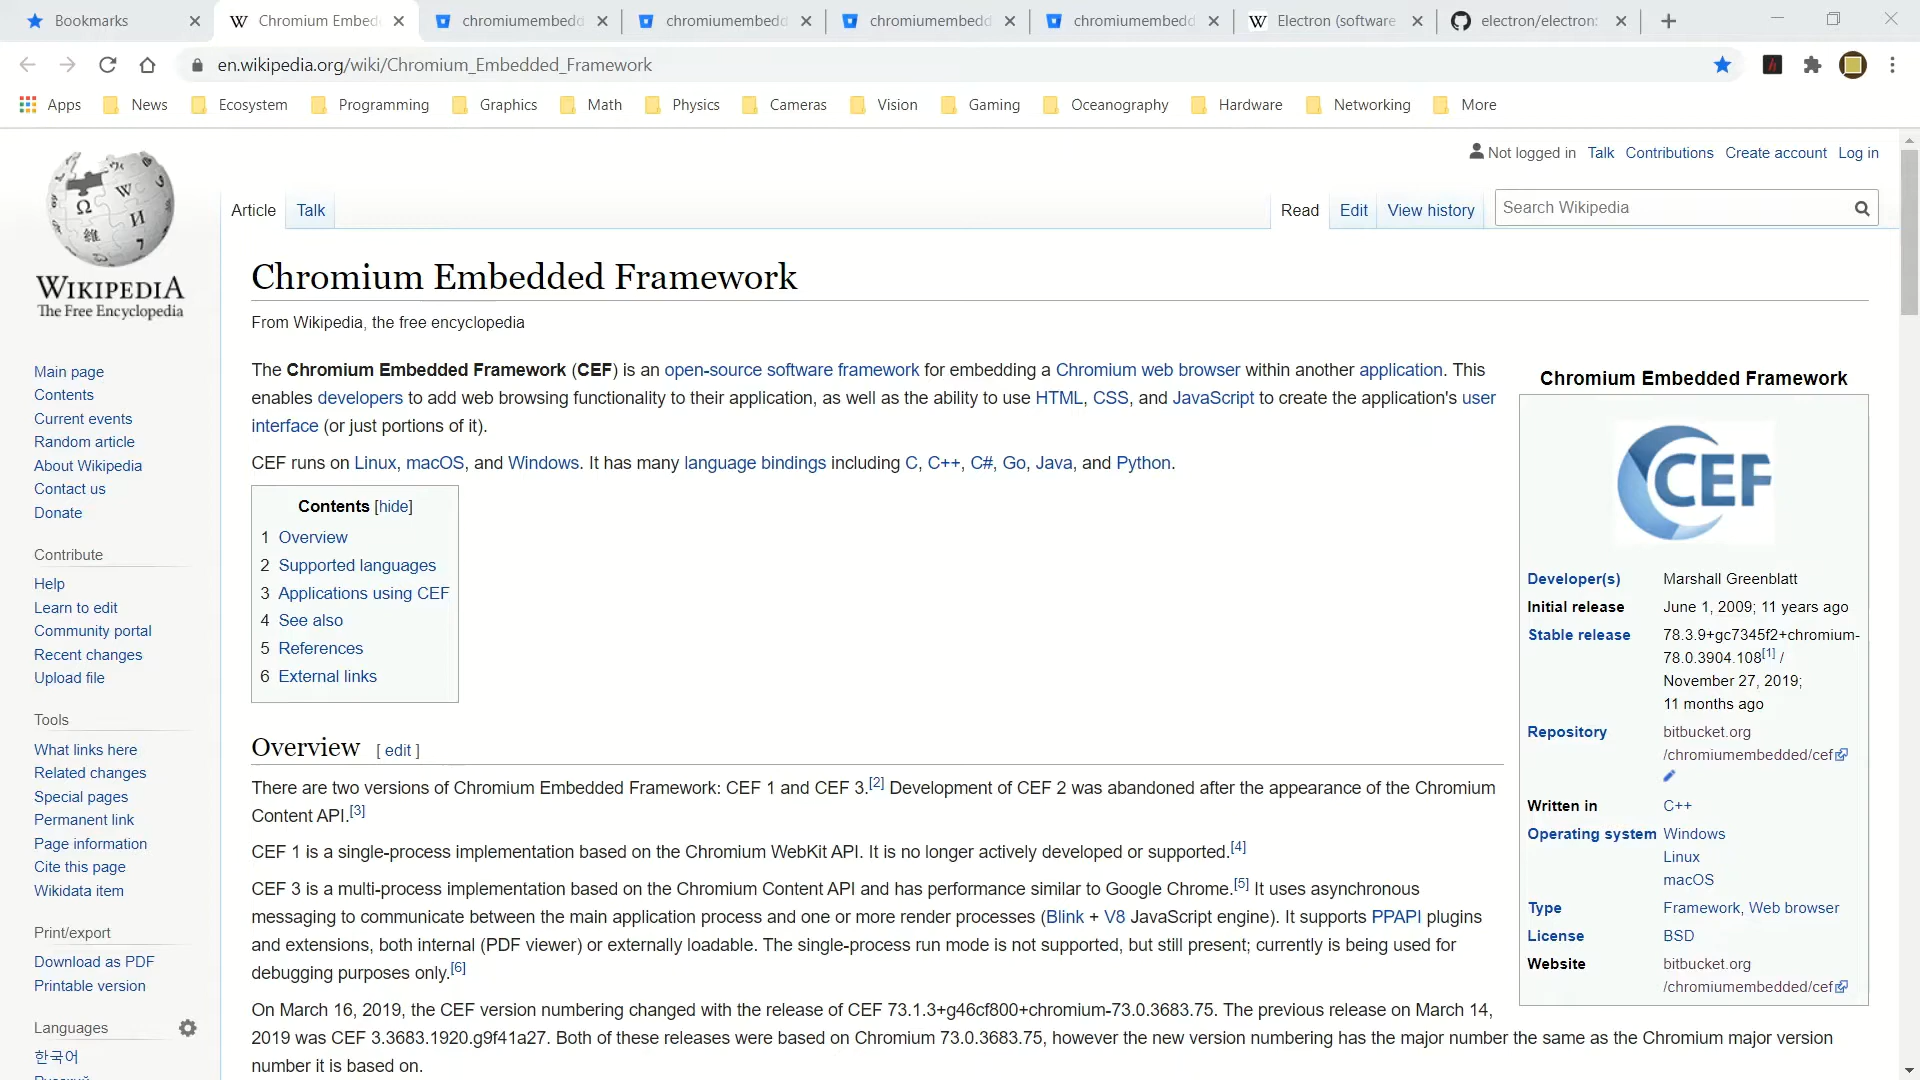 Bookmarks
Chromium Embed
chromiumembedd
chromiumembedd
chromiumembedd
chromiumembedd
Electron (software
electron/electron:
en.wikipedia.org/wiki/Chromium_Embedded_Framework
Apps News Ecosystem Programming Graphics Math Physics Cameras Vision Gaming Oceanography Hardware Networking More
Not logged in Talk Contributions Create account Log in
WIKIPEDIA
The Free Encyclopedia
Article Talk Read Edit View history Search Wikipedia
Main page
Contents
Current events
Random article
About Wikipedia
Contact us
Donate
Contribute
Help
Learn to edit
Community portal
Recent changes
Upload file
Tools
What links here
Related changes
Special pages
Permanent link
Page information
Cite this page
Wikidata item
Print/export
Download as PDF
Printable version
Languages
한국어
Chromium Embedded Framework
From Wikipedia, the free encyclopedia
The Chromium Embedded Framework (CEF) is an open-source software framework for embedding a Chromium web browser within another application. This
enables developers to add web browsing functionality to their application, as well as the ability to use HTML, CSS, and JavaScript to create the application's user
interface (or just portions of it).
CEF runs on Linux, macOS, and Windows. It has many language bindings including C, C++, C#, Go, Java, and Python.
Contents [hide]
1 Overview
2 Supported languages
3 Applications using CEF
4 See also
5 References
6 External links
Overview [ edit ]
There are two versions of Chromium Embedded Framework: CEF 1 and CEF 3.[2] Development of CEF 2 was abandoned after the appearance of the Chromium
Content API.[3]
CEF 1 is a single-process implementation based on the Chromium WebKit API. It is no longer actively developed or supported.[4]
CEF 3 is a multi-process implementation based on the Chromium Content API and has performance similar to Google Chrome.[5] It uses asynchronous
messaging to communicate between the main application process and one or more render processes (Blink + V8 JavaScript engine). It supports PPAPI plugins
and extensions, both internal (PDF viewer) or externally loadable. The single-process run mode is not supported, but still present; currently is being used for
debugging purposes only.[6]
On March 16, 2019, the CEF version numbering changed with the release of CEF 73.1.3+g46cf800+chromium-73.0.3683.75. The previous release on March 14,
2019 was CEF 3.3683.1920.g9f41a27. Both of these releases were based on Chromium 73.0.3683.75, however the new version numbering has the major number the same as the Chromium major version
number it is based on.
Chromium Embedded Framework
CEF
Developer(s) Marshall Greenblatt
Initial release June 1, 2009; 11 years ago
Stable release 78.3.9+gc7345f2+chromium-
78.0.3904.108[1] /
November 27, 2019;
11 months ago
Repository bitbucket.org
/chromiumembedded/cef
Written in C++
Operating system Windows
Linux
macOS
Type Framework, Web browser
License BSD
Website bitbucket.org
/chromiumembedded/cef